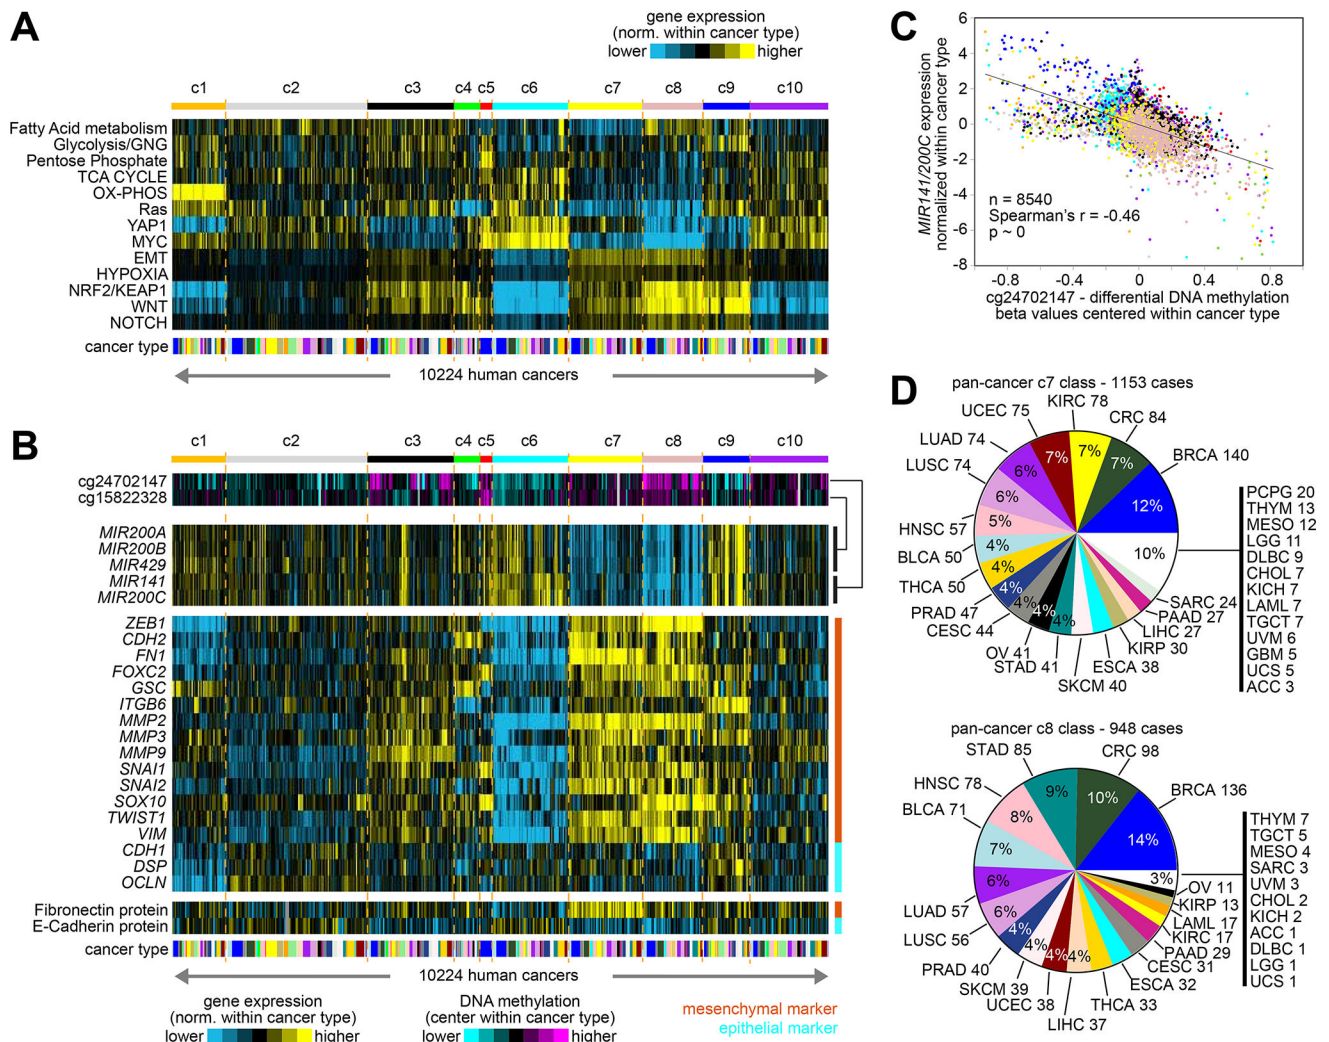 A
gene expression
(norm. within cancer type)
lower higher
c1 c2 c3 c4 c5 c6 c7 c8 c9 c10
Fatty Acid metabolism
Glycolysis/GNG
Pentose Phosphate
TCA CYCLE
OX-PHOS
Ras
YAP1
MYC
EMT
HYPOXIA
NRF2/KEAP1
WNT
NOTCH
cancer type
10224 human cancers
B
c1 c2 c3 c4 c5 c6 c7 c8 c9 c10
cg24702147
cg15822328
MIR200A
MIR200B
MIR429
MIR141
MIR200C
ZEB1
CDH2
FN1
FOXC2
GSC
ITGB6
MMP2
MMP3
MMP9
SNAI1
SNAI2
SOX10
TWIST1
VIM
CDH1
DSP
OCLN
Fibronectin protein
E-Cadherin protein
cancer type
10224 human cancers
gene expression
(norm. within cancer type)
lower higher
DNA methylation
(center within cancer type)
lower higher
mesenchymal marker
epithelial marker
C
MIR141/200C expression
normalized within cancer type
6
4
2
0
-2
-4
-6
-8
n = 8540
Spearman's r = -0.46
p ~ 0
-0.8 -0.4 0 0.4 0.8
cg24702147 - differential DNA methylation
beta values centered within cancer type
D
pan-cancer c7 class - 1153 cases
KIRC 78
UCEC 75
CRC 84
LUAD 74
BRCA 140
LUSC 74
HNSC 57
BLCA 50
THCA 50
PRAD 47
CESC 44
OV 41
STAD 41
SKCM 40
ESCA 38
KIRP 30
LIHC 27
PAAD 27
SARC 24
7%
7%
7%
6%
12%
6%
5%
4%
4%
4%
4%
4%
4%
10%
PCPG 20
THYM 13
MESO 12
LGG 11
DLBC 9
CHOL 7
KICH 7
LAML 7
TGCT 7
UVM 6
GBM 5
UCS 5
ACC 3
pan-cancer c8 class - 948 cases
STAD 85
CRC 98
HNSC 78
BRCA 136
BLCA 71
LUAD 57
LUSC 56
PRAD 40
SKCM 39
UCEC 38
LIHC 37
THCA 33
ESCA 32
CESC 31
PAAD 29
KIRC 17
LAML 17
KIRP 13
OV 11
9%
10%
8%
14%
7%
6%
6%
4%
4%
4%
4%
3%
THYM 7
TGCT 5
MESO 4
SARC 3
UVM 3
CHOL 2
KICH 2
ACC 1
DLBC 1
LGG 1
UCS 1